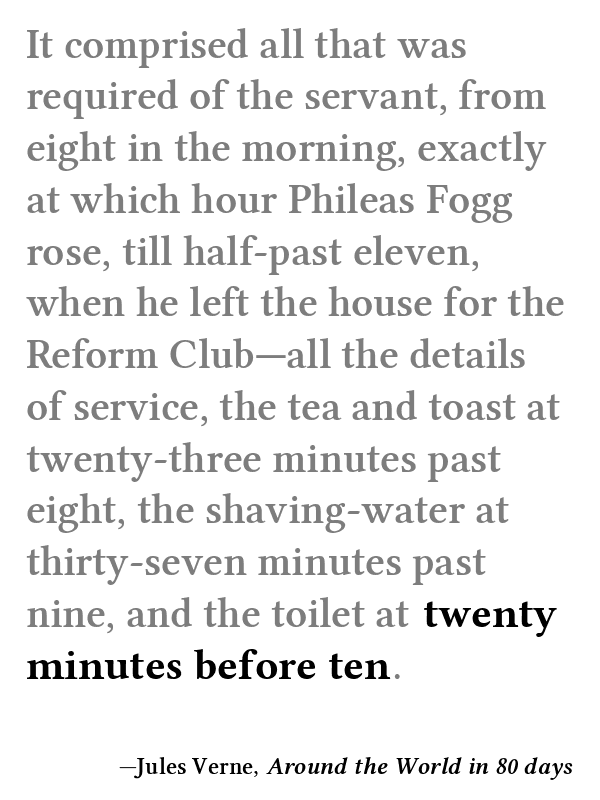 It comprised all that was
required of the servant, from
eight in the morning, exactly
at which hour Phileas Fogg
rose, till half-past eleven,
when he left the house for the
Reform Club—all the details
of service, the tea and toast at
twenty-three minutes past
eight, the shaving-water at
thirty-seven minutes past
nine, and the toilet at twenty
minutes before ten.
—Jules Verne, Around the World in 80 days